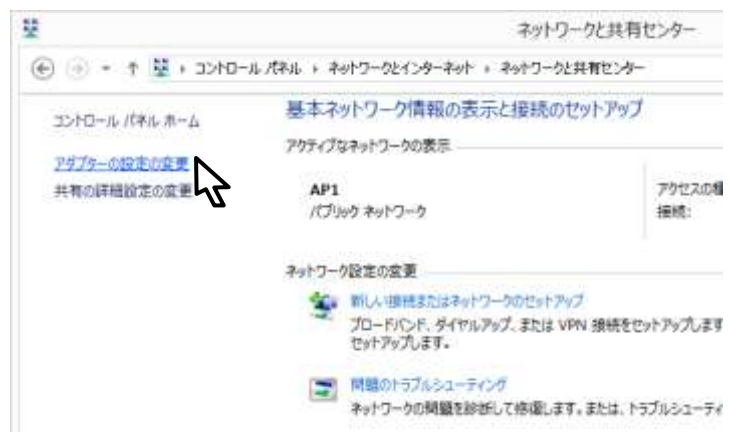 ネットワークと共有センター
コントロール パネル ネットワークとインターネット ネットワークと共有センター
コントロール パネル ホーム
アダプターの設定の変更
共有の詳細設定の変更
基本ネットワーク情報の表示と接続のセットアップ
アクティブなネットワークの表示
AP1
パブリック ネットワーク
アクセスの種
接続:
ネットワーク設定の変更
新しい接続またはネットワークのセットアップ
ブロードバンド、ダイヤルアップ、または VPN 接続をセットアップします
セットアップします。
問題のトラブルシューティング
ネットワークの問題を診断して修復します。または、トラブルシューティ